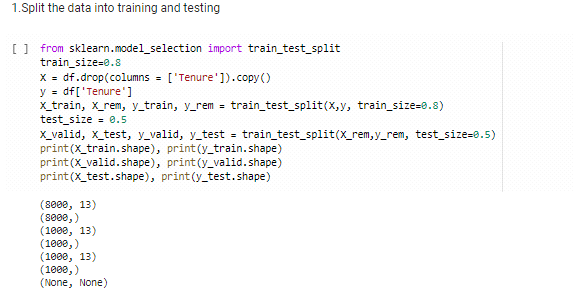 1.Split the data into training and testing
[ ] from sklearn.model_selection import train_test_split
train_size=0.8
X = df.drop(columns = ['Tenure']).copy()
y = df['Tenure']
X_train, X_rem, y_train, y_rem = train_test_split(X,y, train_size=0.8)
test_size = 0.5
X_valid, X_test, y_valid, y_test = train_test_split(X_rem,y_rem, test_size=0.5)
print(X_train.shape), print(y_train.shape)
print(X_valid.shape), print(y_valid.shape)
print(X_test.shape), print(y_test.shape)
(8000, 13)
(8000,)
(1000, 13)
(1000,)
(1000, 13)
(1000,)
(None, None)